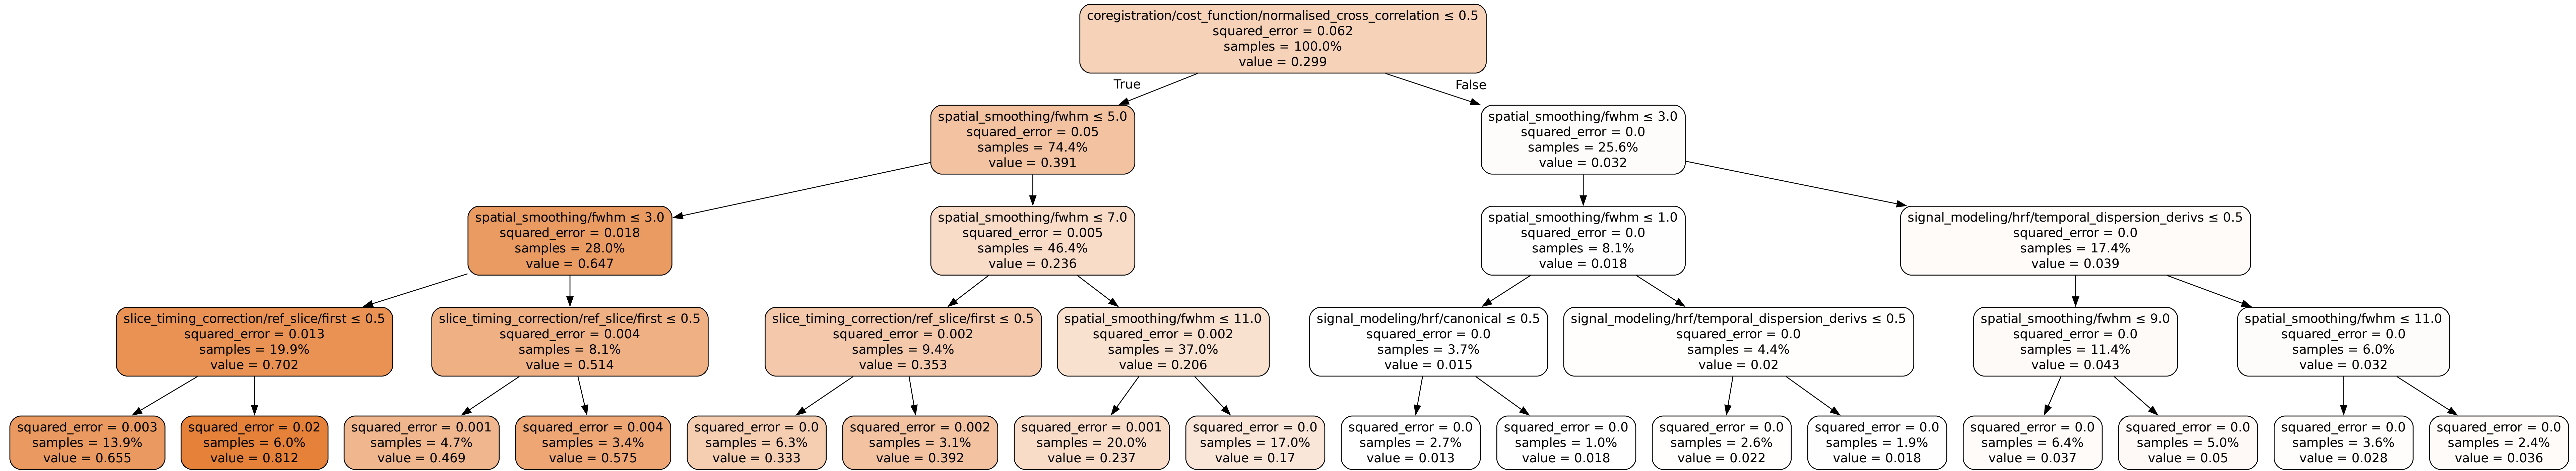 coregistration/cost_function/normalised_cross_correlation ≤ 0.5
squared_error = 0.062
samples = 100.0%
value = 0.299
True
False
spatial_smoothing/fwhm ≤ 5.0
squared_error = 0.05
samples = 74.4%
value = 0.391
spatial_smoothing/fwhm ≤ 3.0
squared_error = 0.0
samples = 25.6%
value = 0.032
spatial_smoothing/fwhm ≤ 3.0
squared_error = 0.018
samples = 28.0%
value = 0.647
spatial_smoothing/fwhm ≤ 7.0
squared_error = 0.005
samples = 46.4%
value = 0.236
spatial_smoothing/fwhm ≤ 1.0
squared_error = 0.0
samples = 8.1%
value = 0.018
signal_modeling/hrf/temporal_dispersion_derivs ≤ 0.5
squared_error = 0.0
samples = 17.4%
value = 0.039
slice_timing_correction/ref_slice/first ≤ 0.5
squared_error = 0.013
samples = 19.9%
value = 0.702
slice_timing_correction/ref_slice/first ≤ 0.5
squared_error = 0.004
samples = 8.1%
value = 0.514
slice_timing_correction/ref_slice/first ≤ 0.5
squared_error = 0.002
samples = 9.4%
value = 0.353
spatial_smoothing/fwhm ≤ 11.0
squared_error = 0.002
samples = 37.0%
value = 0.206
signal_modeling/hrf/canonical ≤ 0.5
squared_error = 0.0
samples = 3.7%
value = 0.015
signal_modeling/hrf/temporal_dispersion_derivs ≤ 0.5
squared_error = 0.0
samples = 4.4%
value = 0.02
spatial_smoothing/fwhm ≤ 9.0
squared_error = 0.0
samples = 11.4%
value = 0.043
spatial_smoothing/fwhm ≤ 11.0
squared_error = 0.0
samples = 6.0%
value = 0.032
squared_error = 0.003
samples = 13.9%
value = 0.655
squared_error = 0.02
samples = 6.0%
value = 0.812
squared_error = 0.001
samples = 4.7%
value = 0.469
squared_error = 0.004
samples = 3.4%
value = 0.575
squared_error = 0.0
samples = 6.3%
value = 0.333
squared_error = 0.002
samples = 3.1%
value = 0.392
squared_error = 0.001
samples = 20.0%
value = 0.237
squared_error = 0.0
samples = 17.0%
value = 0.17
squared_error = 0.0
samples = 2.7%
value = 0.013
squared_error = 0.0
samples = 1.0%
value = 0.018
squared_error = 0.0
samples = 2.6%
value = 0.022
squared_error = 0.0
samples = 1.9%
value = 0.018
squared_error = 0.0
samples = 6.4%
value = 0.037
squared_error = 0.0
samples = 5.0%
value = 0.05
squared_error = 0.0
samples = 3.6%
value = 0.028
squared_error = 0.0
samples = 2.4%
value = 0.036